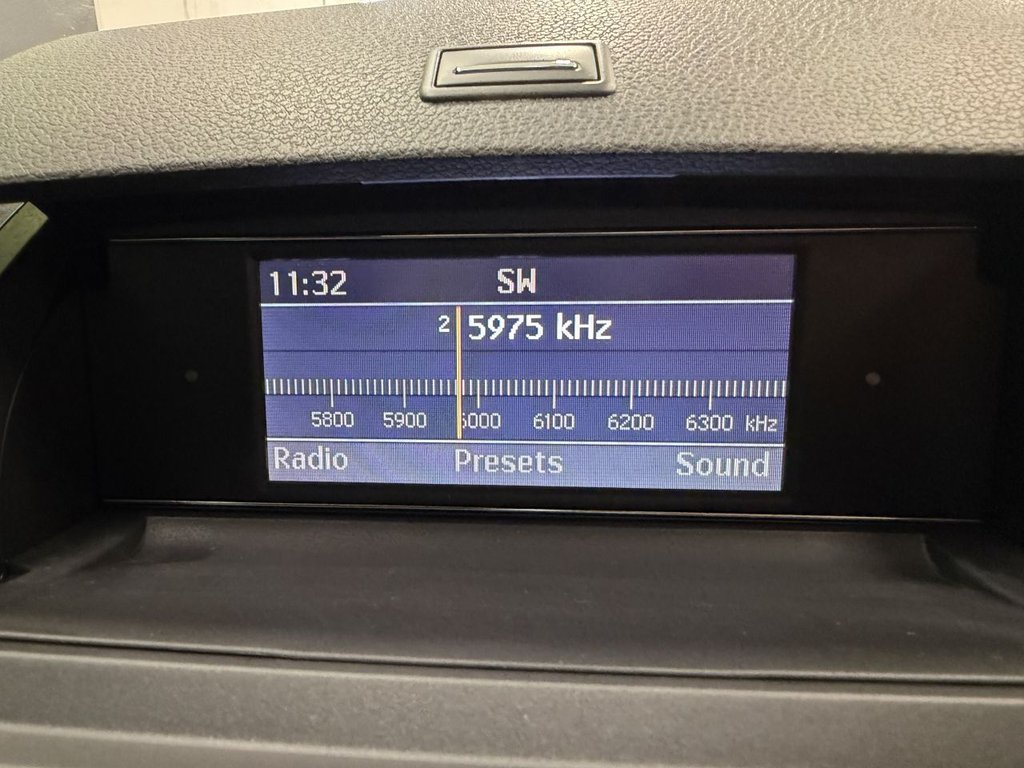 11:32 SW
2 5975 kHz
5800 5900 6000 6100 6200 6300 kHz
Radio Presets Sound